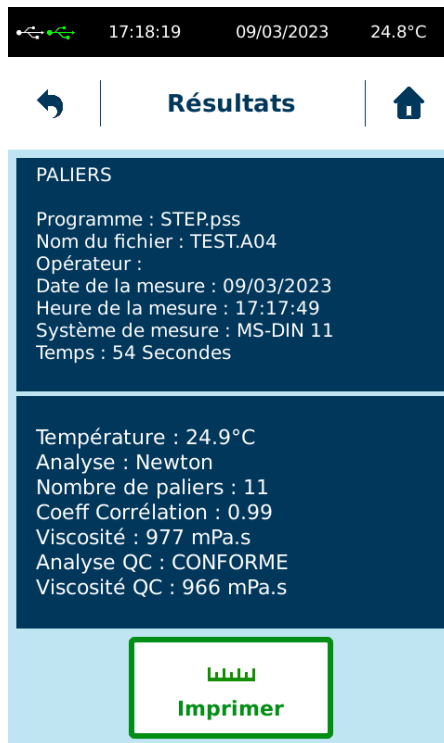 17:18:19 09/03/2023 24.8°C
Résultats
PALIERS
Programme : STEP.pss
Nom du fichier : TEST.A04
Opérateur :
Date de la mesure : 09/03/2023
Heure de la mesure : 17:17:49
Système de mesure : MS-DIN 11
Temps : 54 Secondes
Température : 24.9°C
Analyse : Newton
Nombre de paliers : 11
Coeff Corrélation : 0.99
Viscosité : 977 mPa.s
Analyse QC : CONFORME
Viscosité QC : 966 mPa.s
Imprimer